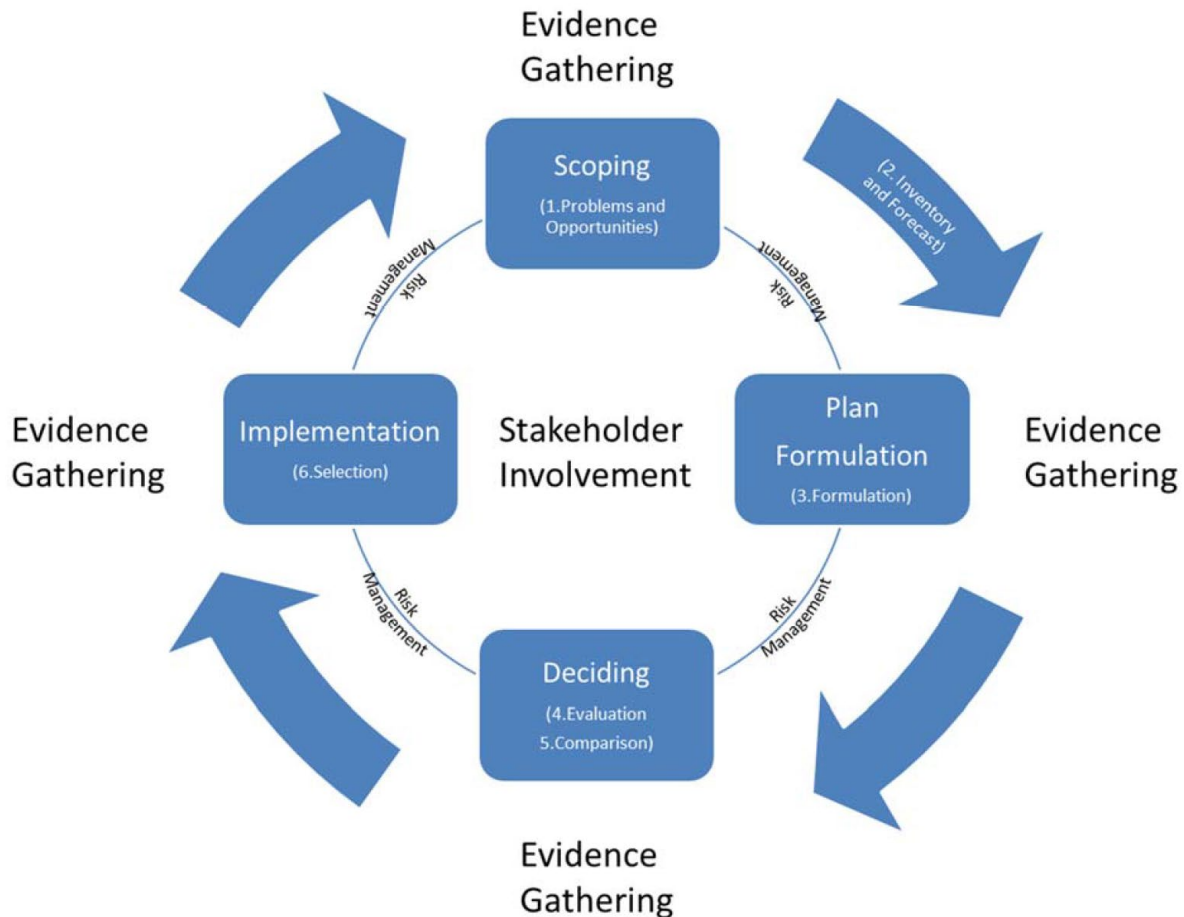 Evidence
Gathering
Scoping
(1.Problems and
Opportunities)
(2. Inventory
and Forecast)
Management
Risk
Management
Risk
Evidence
Gathering
Implementation
(6.Selection)
Stakeholder
Involvement
Plan
Formulation
(3.Formulation)
Evidence
Gathering
Risk
Management
Risk
Management
Deciding
(4.Evaluation
5.Comparison)
Evidence
Gathering